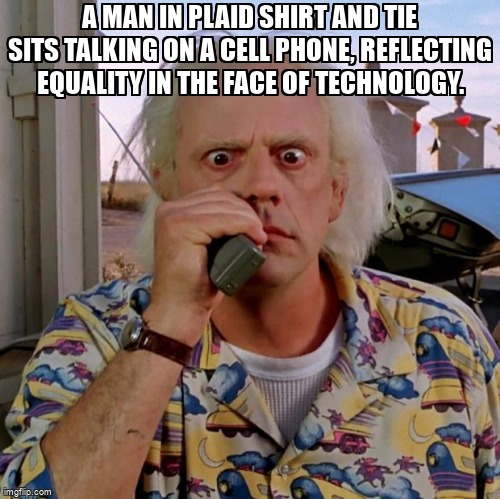 A MAN IN PLAID SHIRT AND TIE
SITS TALKING ON A CELL PHONE, REFLECTING
EQUALITY IN THE FACE OF TECHNOLOGY.
imgflip.com